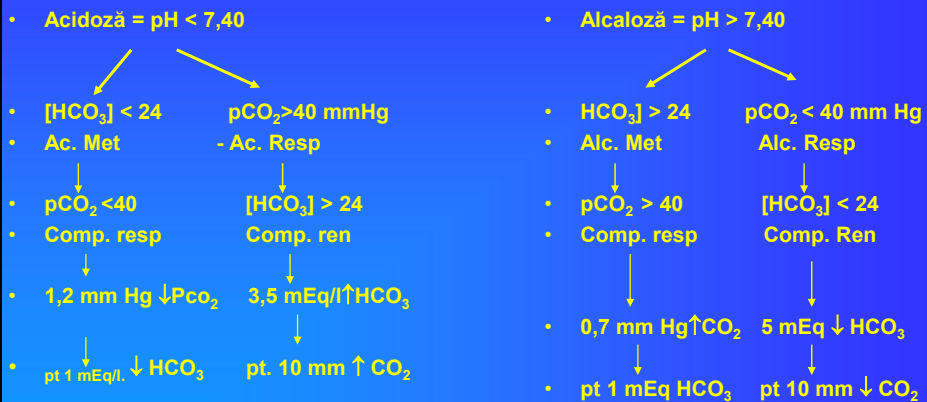 • Acidoză = pH < 7,40
• [HCO₃] < 24 pCO₂>40 mmHg
• Ac. Met - Ac. Resp
• pCO₂ <40 [HCO₃] > 24
• Comp. resp Comp. ren
• 1,2 mm Hg ↓Pco₂ 3,5 mEq/l↑HCO₃
• pt 1 mEq/l. ↓ HCO₃ pt. 10 mm ↑ CO₂
• Alcaloză = pH > 7,40
• HCO₃] > 24 pCO₂ < 40 mm Hg
• Alc. Met Alc. Resp
• pCO₂ > 40 [HCO₃] < 24
• Comp. resp Comp. Ren
• 0,7 mm Hg↑CO₂ 5 mEq ↓ HCO₃
• pt 1 mEq HCO₃ pt 10 mm ↓ CO₂